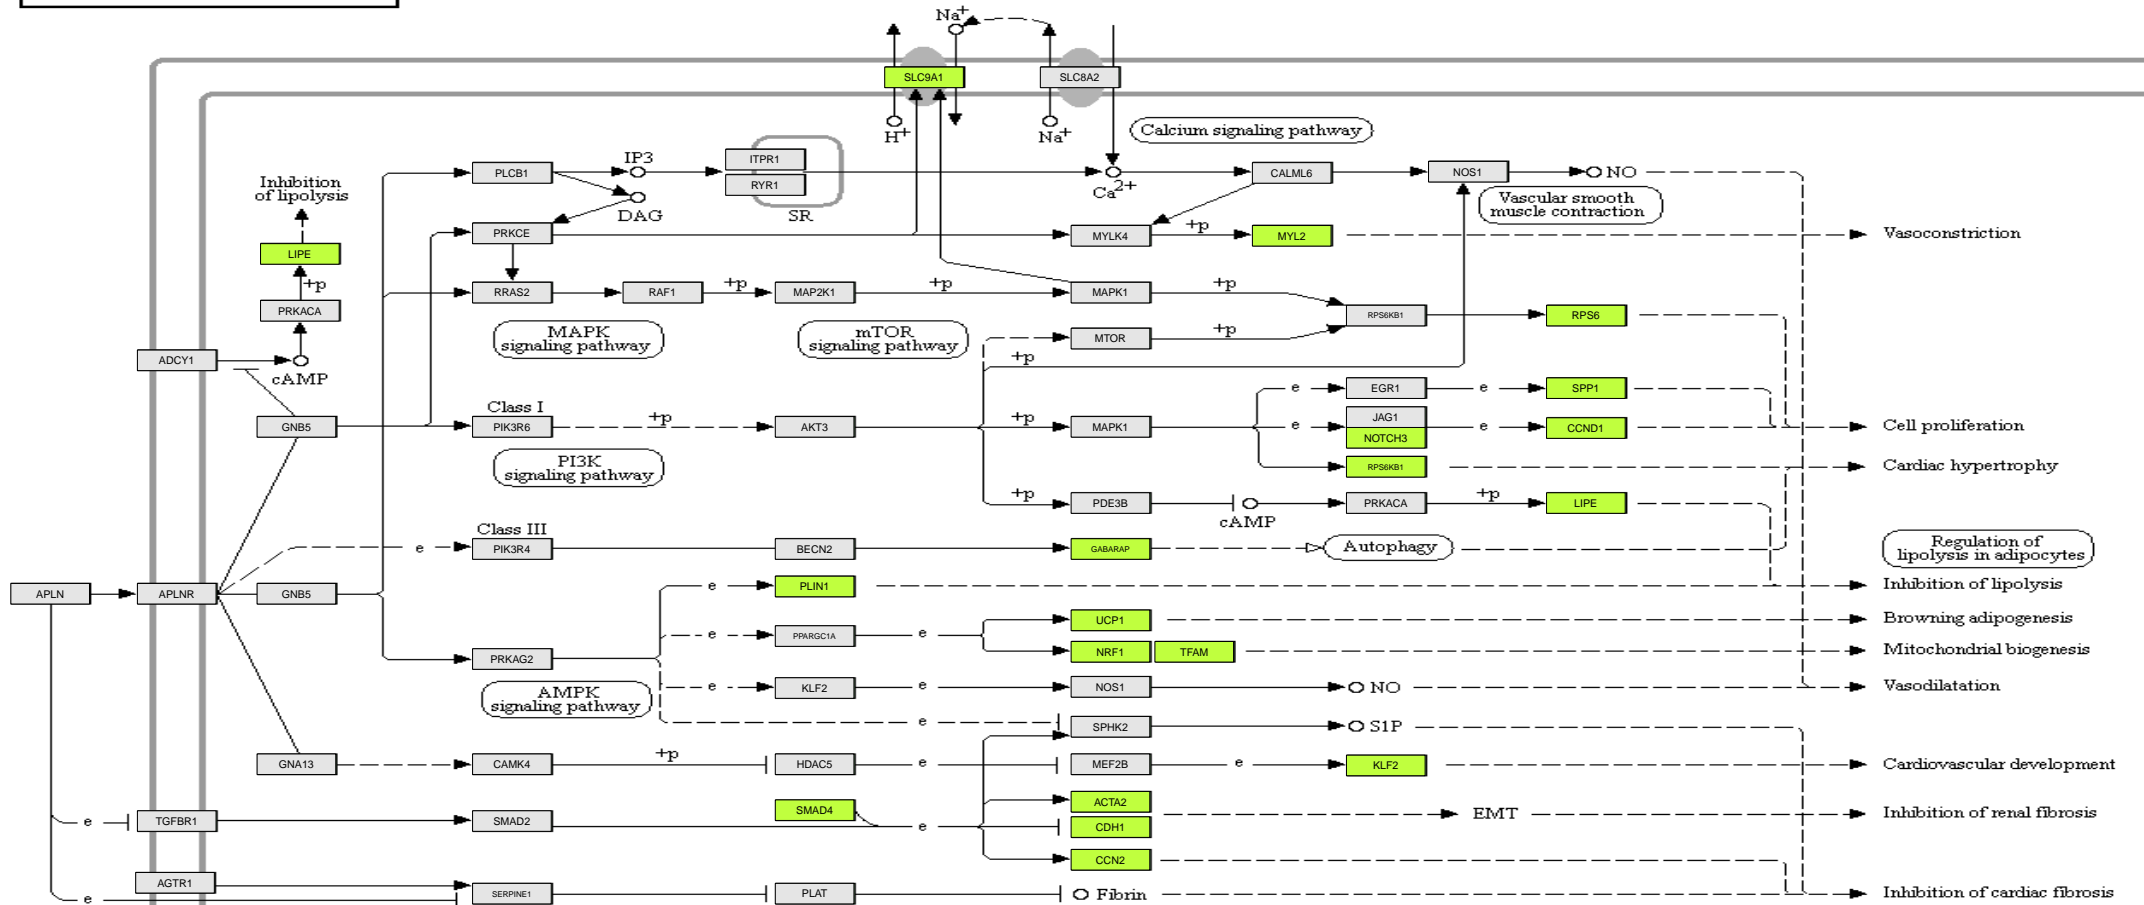 Na+
SLC9A1
SLC8A2
H+
Na+
Calcium signaling pathway
IP3
ITPR1
PLCB1
RYR1
CALML6
NOS1
NO
Ca2+
Inhibition
of lipolysis
DAG
SR
Vascular smooth
muscle contraction
PRKCE
MYLK4
+p
MYL2
Vasoconstriction
LIPE
+p
PRKACA
RRAS2
RAF1
+p
MAP2K1
+p
MAPK1
+p
RPS6KB1
RPS6
MAPK
signaling pathway
mTOR
signaling pathway
MTOR
+p
+p
ADCY1
cAMP
EGR1
e
e
SPP1
Class I
GNB5
PIK3R6
+p
AKT3
+p
MAPK1
e
JAG1
NOTCH3
e
CCND1
Cell proliferation
PI3K
signaling pathway
RPS6KB1
Cardiac hypertrophy
+p
PDE3B
cAMP
PRKACA
+p
LIPE
Class III
e
PIK3R4
BECN2
GABARAP
Autophagy
Regulation of
lipolysis in adipocytes
APLN
APLNR
GNB5
e
PLIN1
Inhibition of lipolysis
UCP1
Browning adipogenesis
e
PPARGC1A
e
NRF1
TFAM
Mitochondrial biogenesis
PRKAG2
AMPK
signaling pathway
e
KLF2
e
NOS1
NO
Vasodilatation
e
SPHK2
S1P
GNA13
CAMK4
+p
HDAC5
e
MEF2B
e
KLF2
Cardiovascular development
TGFBR1
e
SMAD2
SMAD4
e
ACTA2
CDH1
EMT
Inhibition of renal fibrosis
CCN2
AGTR1
e
SERPINE1
PLAT
Fibrin
Inhibition of cardiac fibrosis